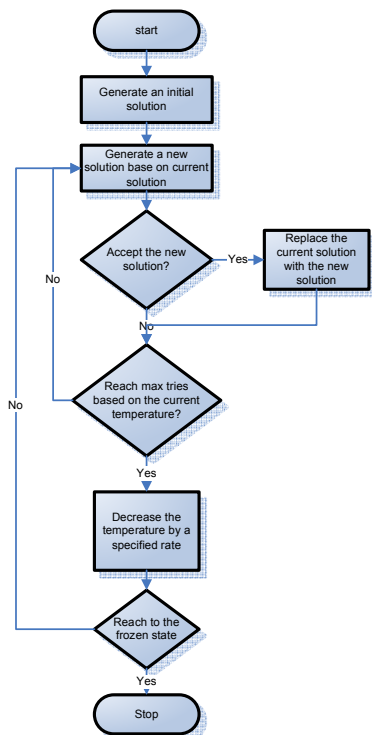 start
Generate an initial
solution
Generate a new
solution base on current
solution
Accept the new
solution?
Yes
Replace the
current solution
with the new
solution
No
No
Reach max tries
based on the current
temperature?
No
Yes
Decrease the
temperature by a
specified rate
Reach to the
frozen state
Yes
Stop